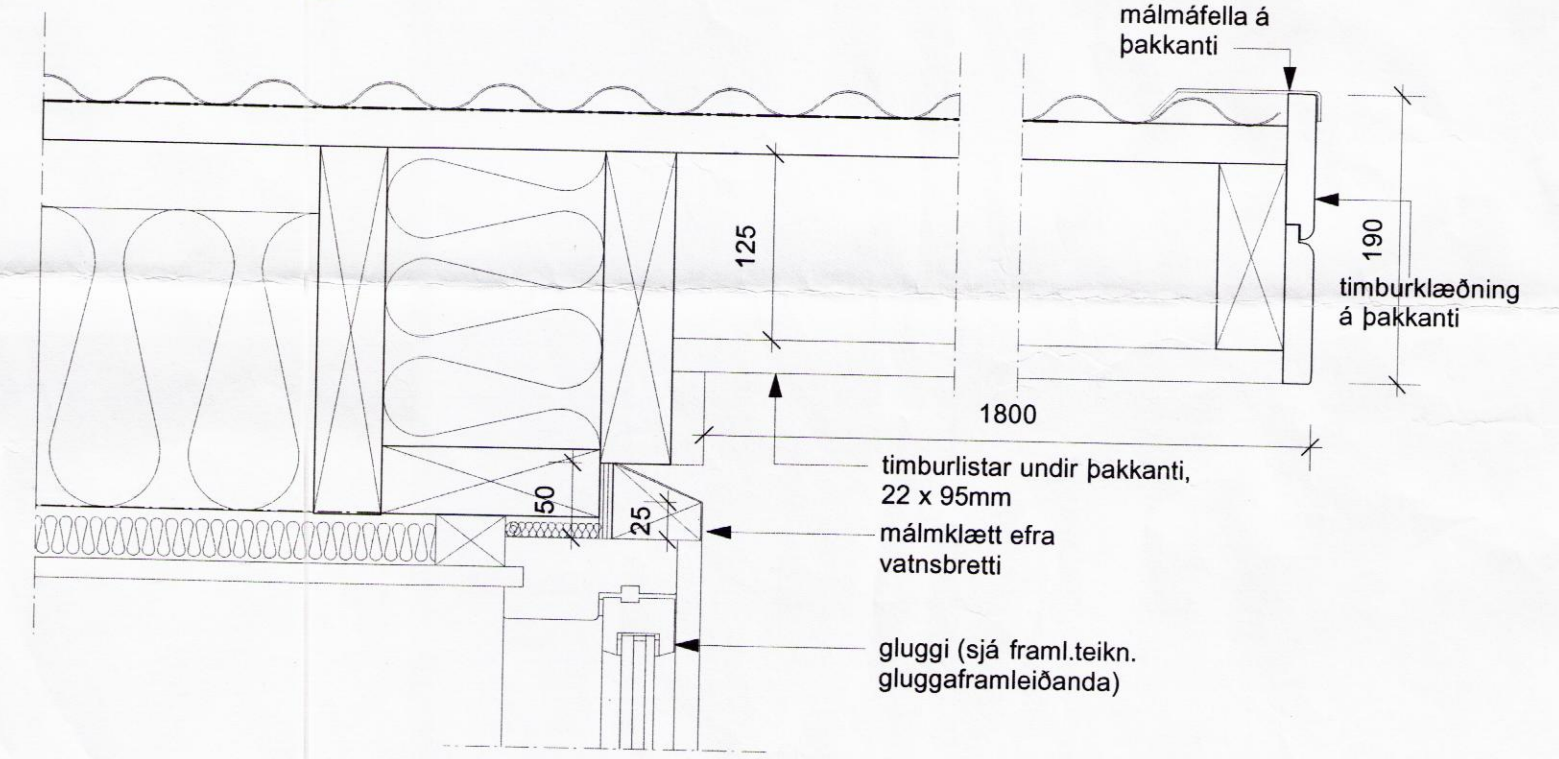 málmáfella á
þakkanti
125
190
timburklæðning
á þakkanti
1800
timburlistar undir þakkanti,
22 x 95mm
50
25
málmklætt efra
vatnsbretti
gluggi (sjá framl.teikn.
gluggaframleiðanda)